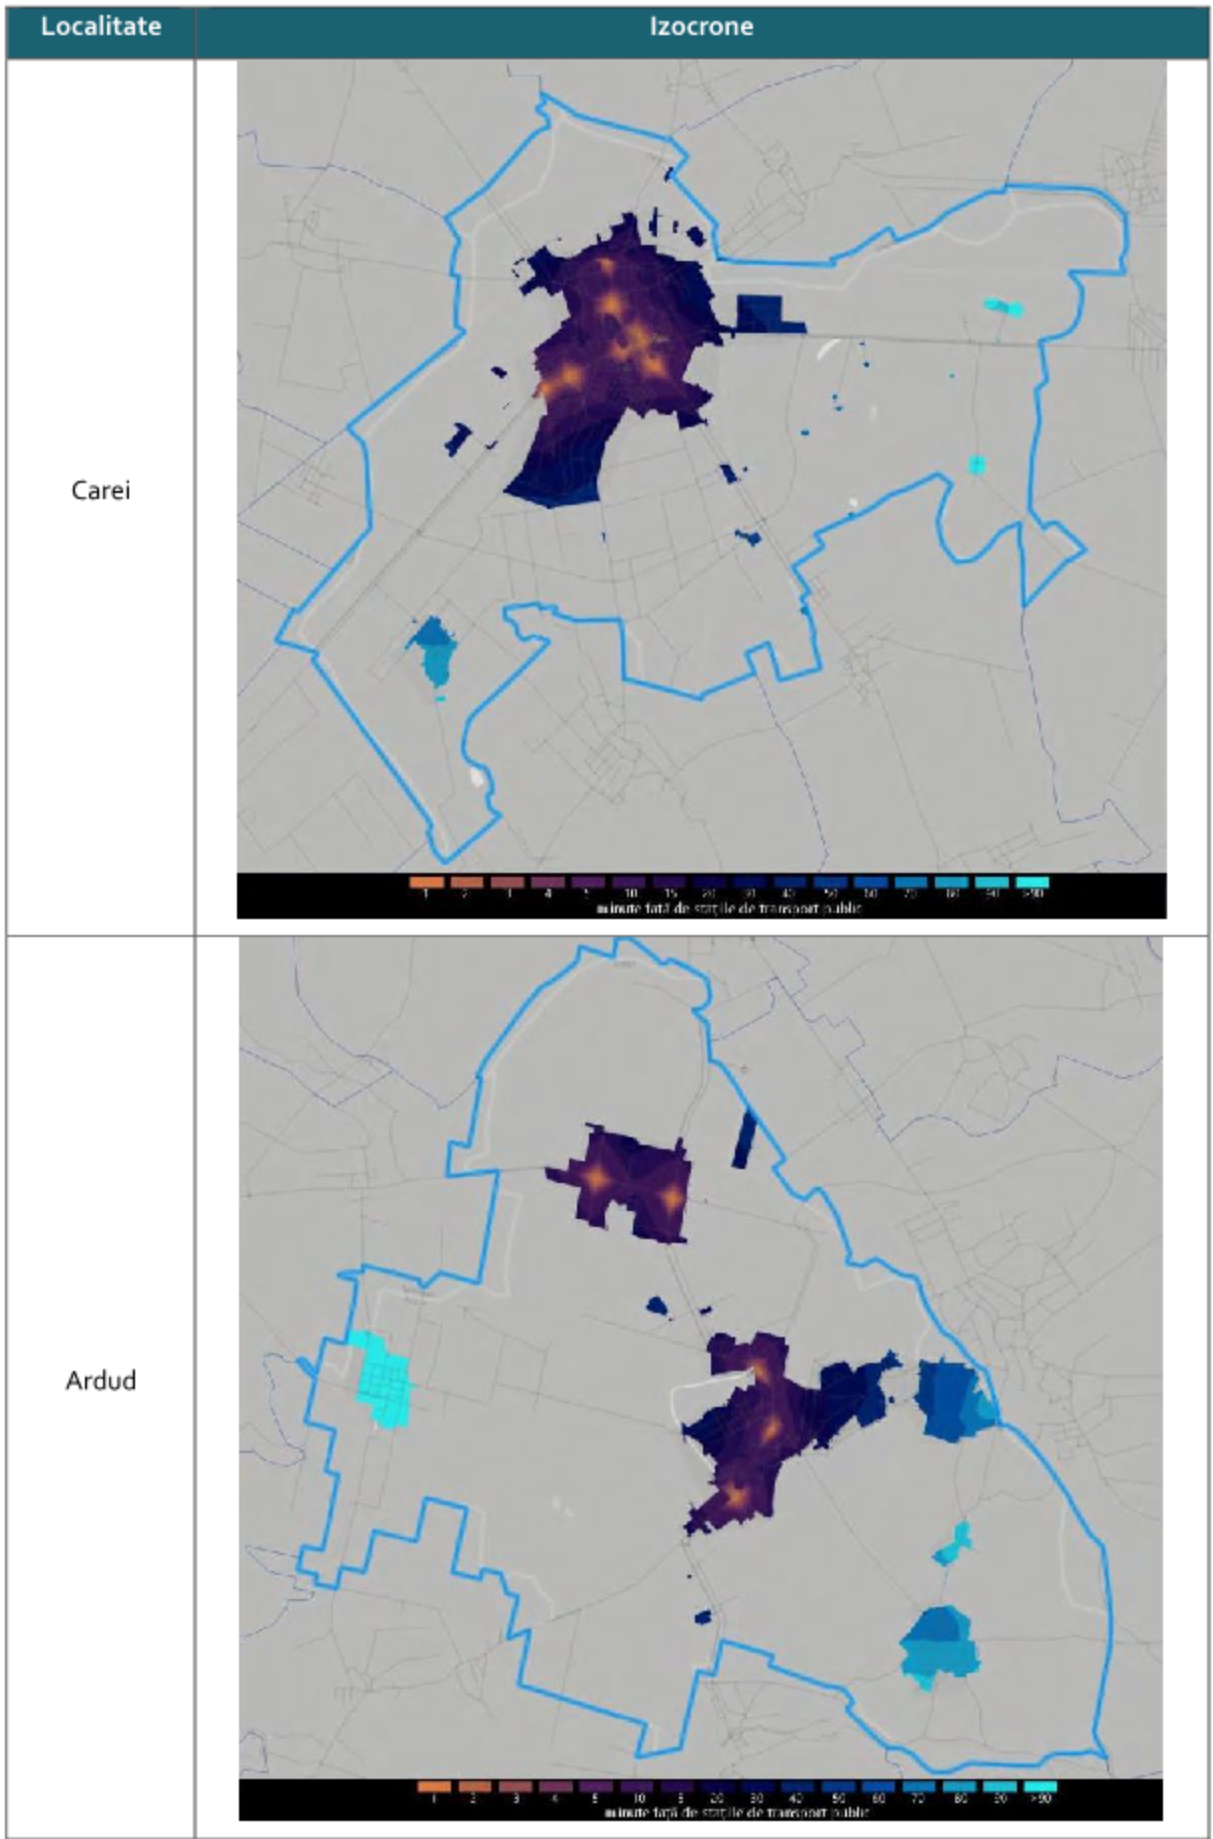 Localitate
Izocrone
Carei
1 2 3 4 5 10 15 20 30 40 50 60 70 80 90 >90
minute față de stațiile de transport public
Ardud
1 2 3 4 5 10 20 30 40 50 60 70 80 90 >90
minute față de stațiile de transport public